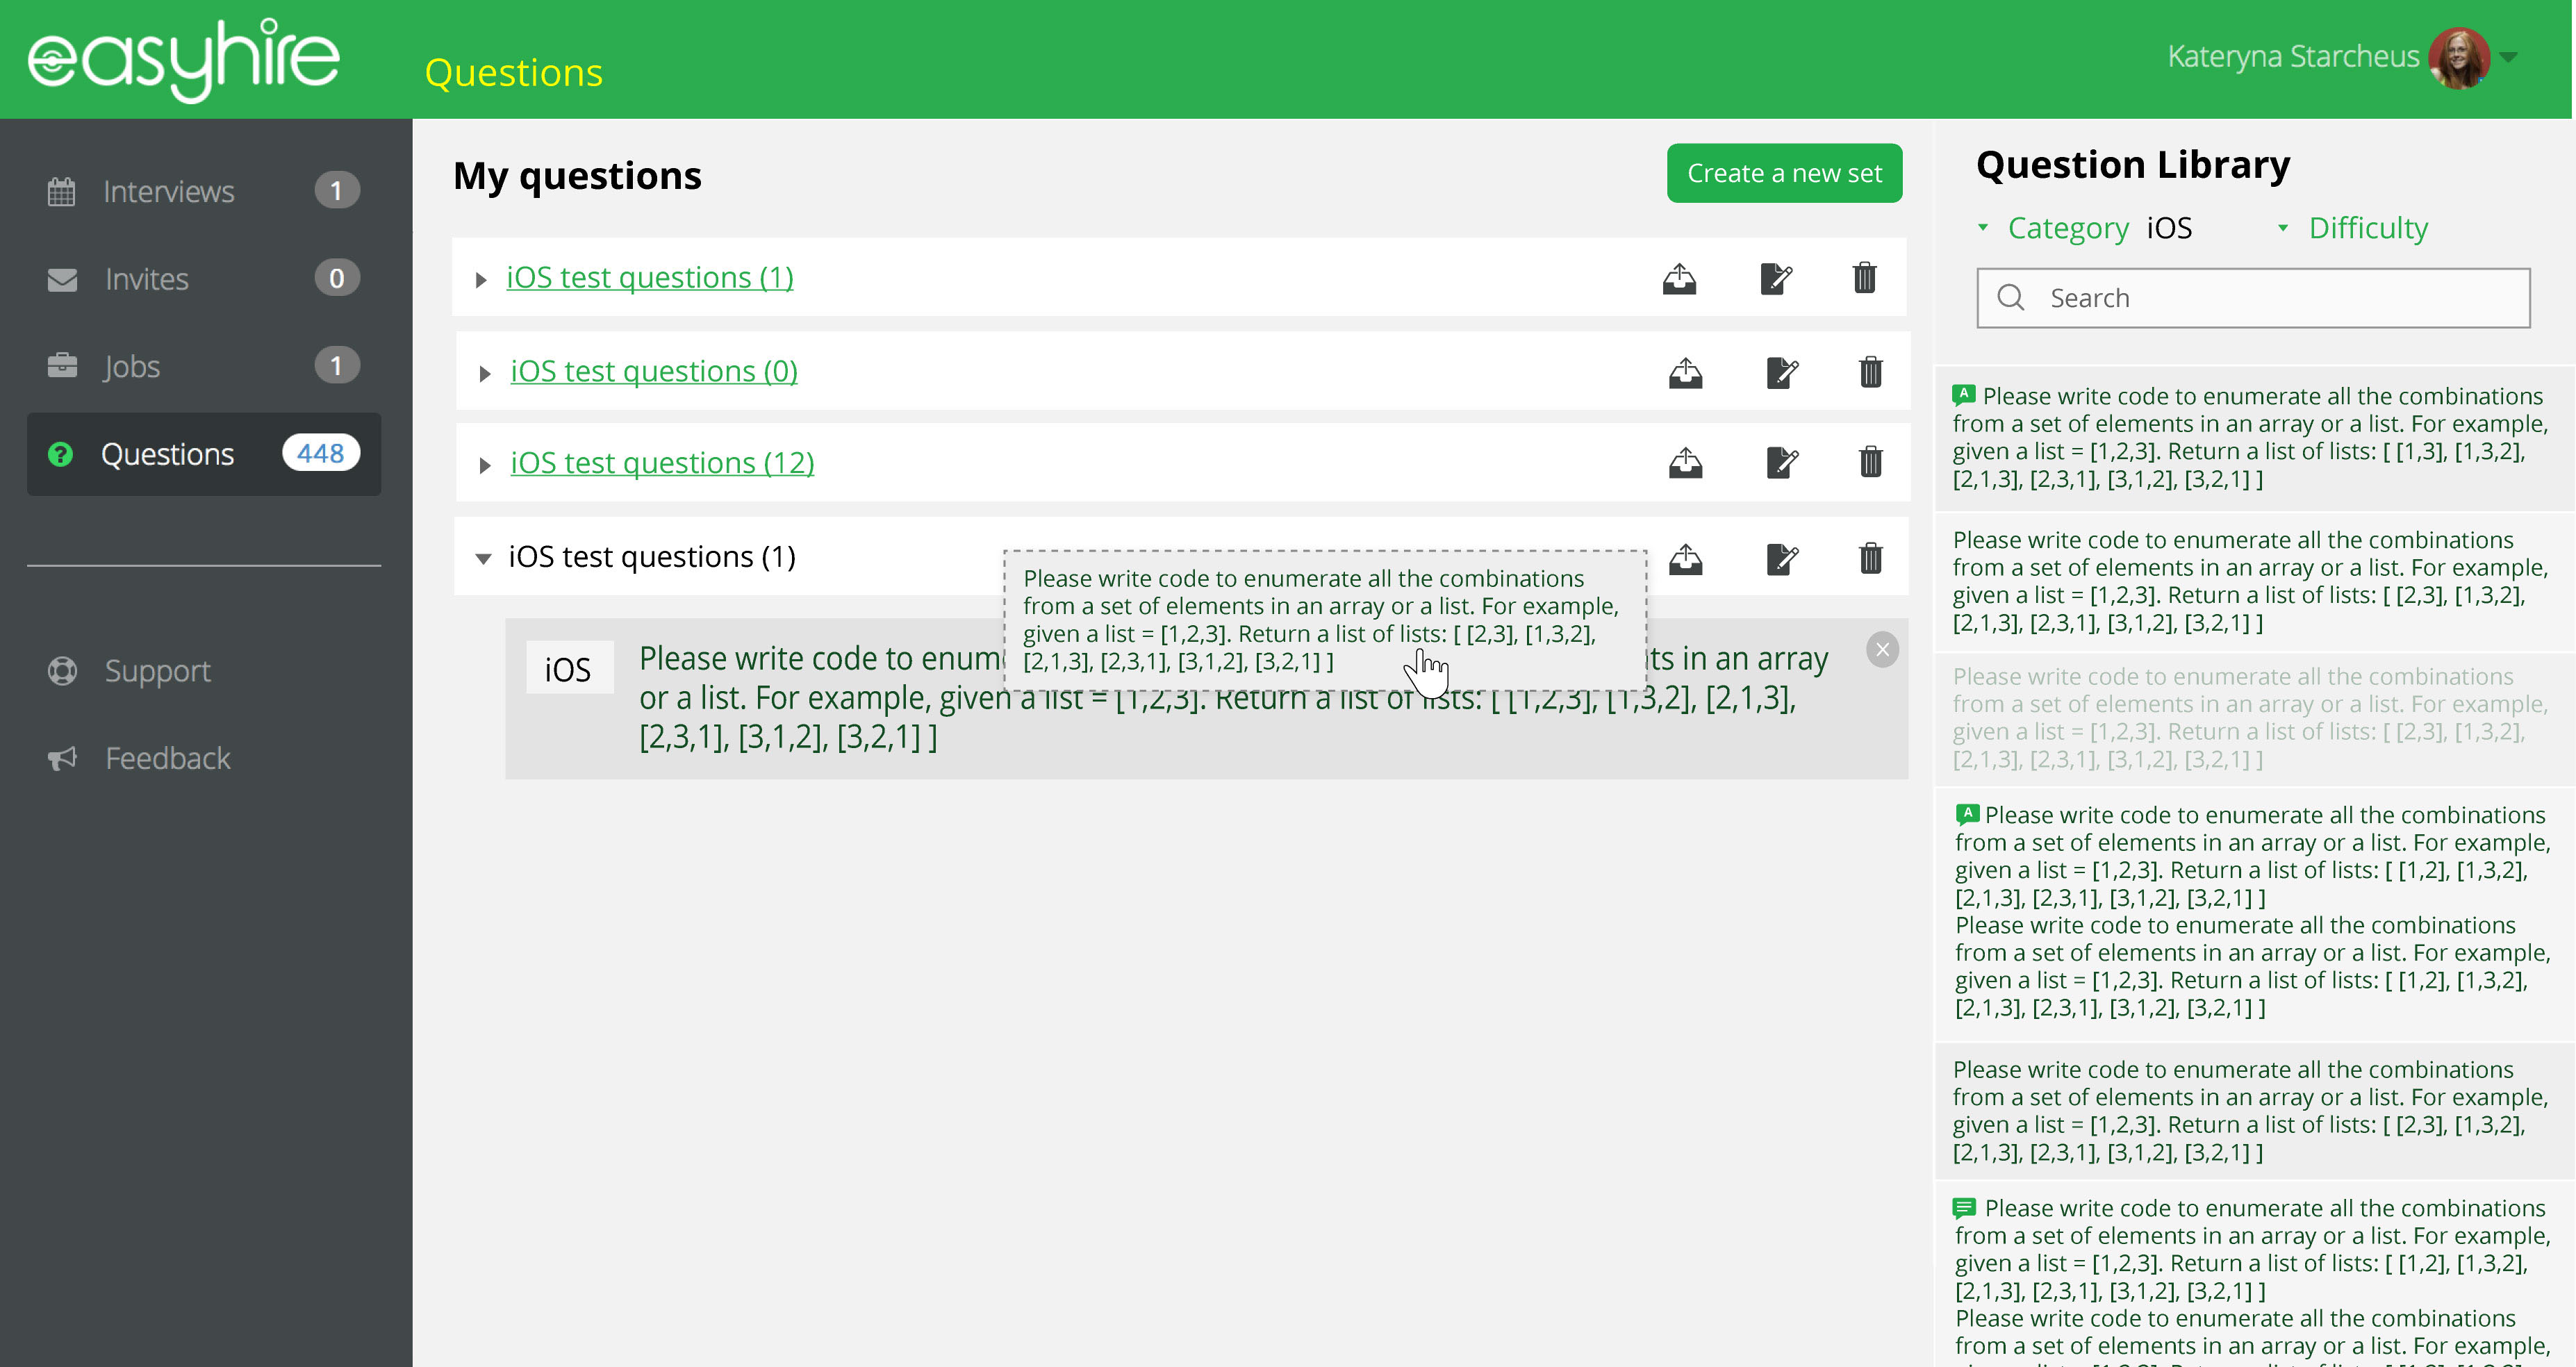 easyhire
Questions
Kateryna Starcheus
Interviews 1
Invites 0
Jobs 1
Questions 448
Support
Feedback
My questions
Create a new set
iOS test questions (1)
iOS test questions (0)
iOS test questions (12)
iOS test questions (1)
Please write code to enumerate all the combinations
from a set of elements in an array or a list. For example,
given a list = [1,2,3]. Return a list of lists: [ [2,3], [1,3,2],
[2,1,3], [2,3,1], [3,1,2], [3,2,1] ]
iOS
Please write code to enum ts in an array
or a list. For example, given a list = [1,2,3]. Return a list of lists: [ [1,2,3], [1,3,2], [2,1,3],
[2,3,1], [3,1,2], [3,2,1] ]
Question Library
Category iOS Difficulty
Search
A Please write code to enumerate all the combinations
from a set of elements in an array or a list. For example,
given a list = [1,2,3]. Return a list of lists: [ [1,3], [1,3,2],
[2,1,3], [2,3,1], [3,1,2], [3,2,1] ]
Please write code to enumerate all the combinations
from a set of elements in an array or a list. For example,
given a list = [1,2,3]. Return a list of lists: [ [2,3], [1,3,2],
[2,1,3], [2,3,1], [3,1,2], [3,2,1] ]
Please write code to enumerate all the combinations
from a set of elements in an array or a list. For example,
given a list = [1,2,3]. Return a list of lists: [ [2,3], [1,3,2],
[2,1,3], [2,3,1], [3,1,2], [3,2,1] ]
A Please write code to enumerate all the combinations
from a set of elements in an array or a list. For example,
given a list = [1,2,3]. Return a list of lists: [ [1,2], [1,3,2],
[2,1,3], [2,3,1], [3,1,2], [3,2,1] ]
Please write code to enumerate all the combinations
from a set of elements in an array or a list. For example,
given a list = [1,2,3]. Return a list of lists: [ [1,2], [1,3,2],
[2,1,3], [2,3,1], [3,1,2], [3,2,1] ]
Please write code to enumerate all the combinations
from a set of elements in an array or a list. For example,
given a list = [1,2,3]. Return a list of lists: [ [2,3], [1,3,2],
[2,1,3], [2,3,1], [3,1,2], [3,2,1] ]
Please write code to enumerate all the combinations
from a set of elements in an array or a list. For example,
given a list = [1,2,3]. Return a list of lists: [ [1,2], [1,3,2],
[2,1,3], [2,3,1], [3,1,2], [3,2,1] ]
Please write code to enumerate all the combinations
from a set of elements in an array or a list. For example,